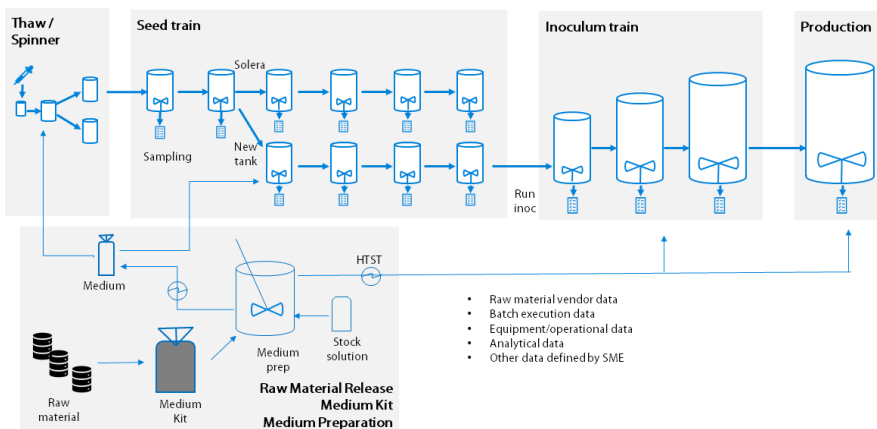 Thaw /
Spinner
Seed train
Inoculum train
Production
Solera
Sampling
New
tank
Run
inoc
Medium
HTST
Medium
prep
Stock
solution
Raw
material
Medium
Kit
Raw Material Release
Medium Kit
Medium Preparation
• Raw material vendor data
• Batch execution data
• Equipment/operational data
• Analytical data
• Other data defined by SME